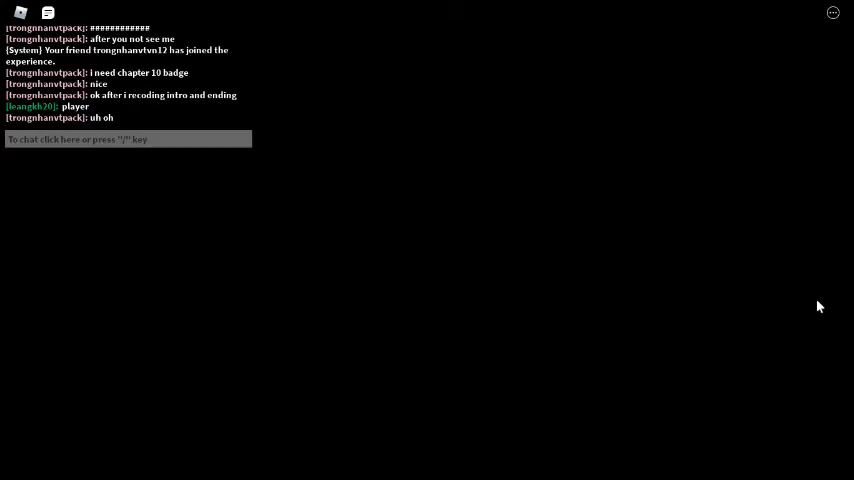 [trongnhanvtpack]: ############
[trongnhanvtpack]: after you not see me
{System} Your friend trongnhanvtvn12 has joined the
experience.
[trongnhanvtpack]: i need chapter 10 badge
[trongnhanvtpack]: nice
[trongnhanvtpack]: ok after i recoding intro and ending
[leangkh20]: player
[trongnhanvtpack]: uh oh
To chat click here or press "/" key